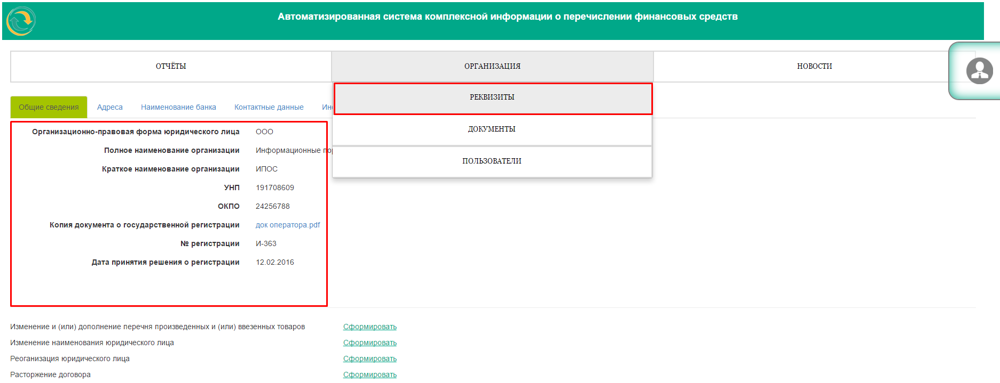 Автоматизированная система комплексной информации о перечислении финансовых средств
ОТЧЁТЫ
ОРГАНИЗАЦИЯ
НОВОСТИ
РЕКВИЗИТЫ
ДОКУМЕНТЫ
ПОЛЬЗОВАТЕЛИ
Общие сведения Адреса Наименование банка Контактные данные
Организационно-правовая форма юридического лица ООО
Полное наименование организации Информационные
Краткое наименование организации ИПОС
УНП 191708609
ОКПО 24256788
Копия документа о государственной регистрации док оператора.pdf
№ регистрации И-363
Дата принятия решения о регистрации 12.02.2016
Изменение и (или) дополнение перечня произведенных и (или) ввезенных товаров Сформировать
Изменение наименования юридического лица Сформировать
Реоганизация юридического лица Сформировать
Расторжение договора Сформировать